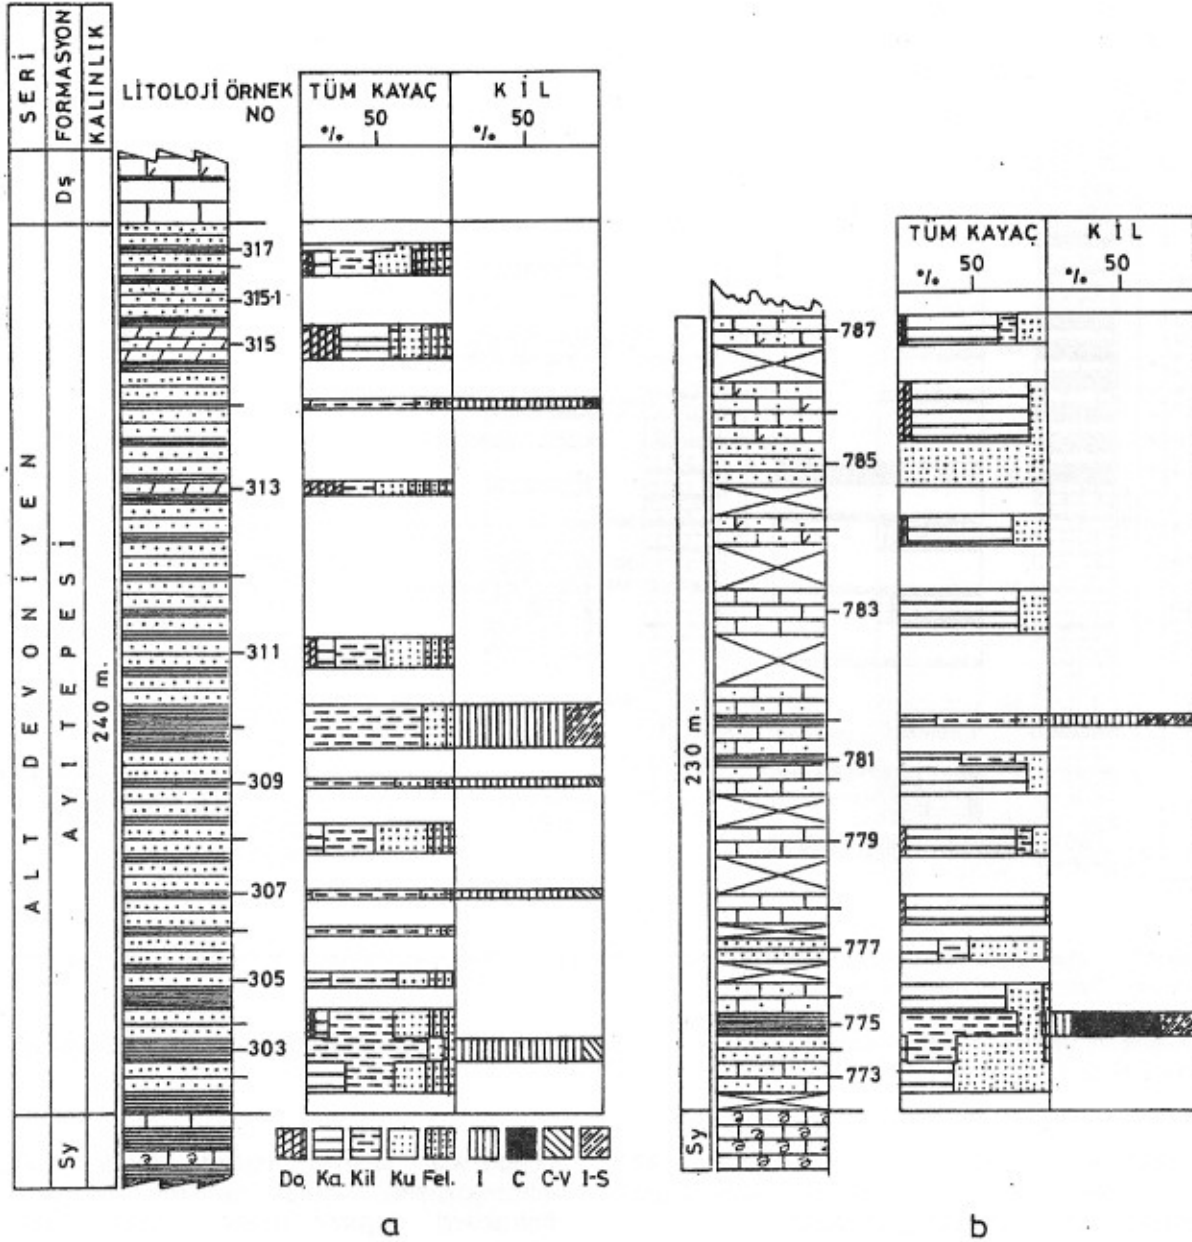 SERİ
FORMASYON
KALINLIK
LİTOLOJİ
ÖRNEK
NO
TÜM KAYAÇ
%
50
KİL
%
50
Dş
ALT DEVONİYEN
AYI TEPESİ
240 m.
Sy
317
315-1
315
313
311
309
307
305
303
Do. Ka. Kil Ku Fel. I C C-V I-S
a
TÜM KAYAÇ
%
50
KİL
%
50
230 m.
Sy
787
785
783
781
779
777
775
773
b